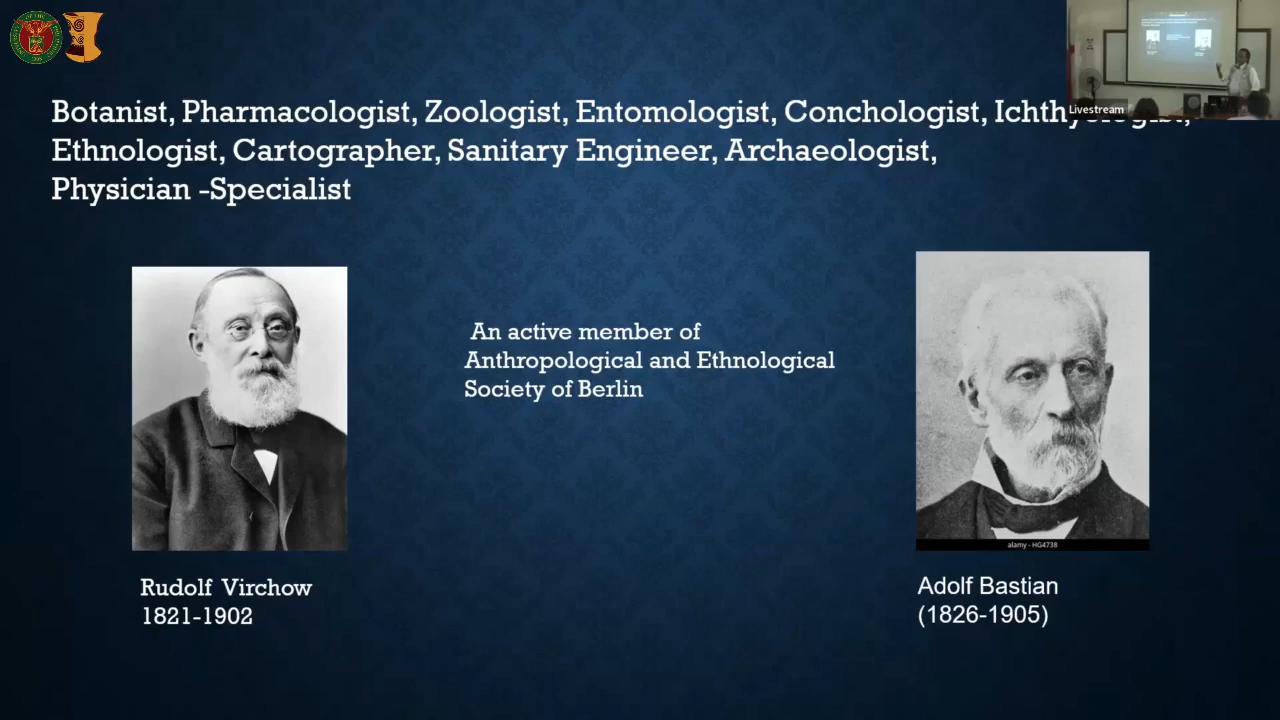 Botanist, Pharmacologist, Zoologist, Entomologist, Conchologist,
Ethnologist, Cartographer, Sanitary Engineer, Archaeologist,
Physician -Specialist
Livestream
An active member of
Anthropological and Ethnological
Society of Berlin
alamy - HG4738
Rudolf Virchow
1821-1902
Adolf Bastian
(1826-1905)